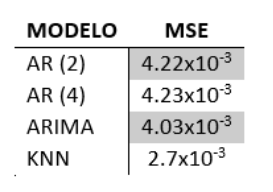 MODELO MSE
AR (2) 4.22x10⁻³
AR (4) 4.23x10⁻³
ARIMA 4.03x10⁻³
KNN 2.7x10⁻³